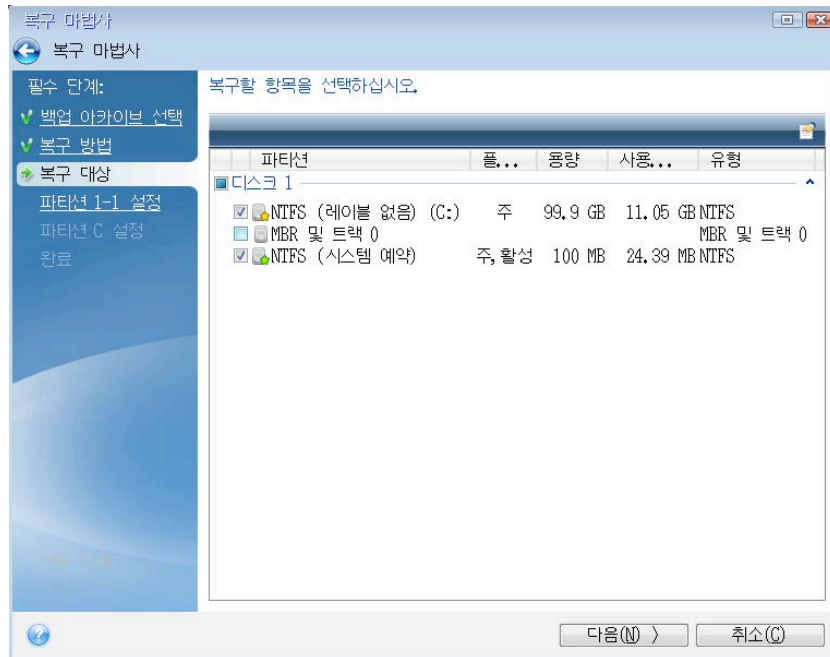 복구 마법사
복구 마법사
필수 단계:
백업 아카이브 선택
복구 방법
복구 대상
파티션 1-1 설정
파티션 C 설정
완료
복구할 항목을 선택하십시오.
파티션 플... 용량 사용... 유형
디스크 1
NTFS (레이블 없음) (C:) 주 99.9 GB 11.05 GB NTFS
MBR 및 트랙 0 MBR 및 트랙 0
NTFS (시스템 예약) 주, 활성 100 MB 24.39 MB NTFS
다음(N) >
취소(C)